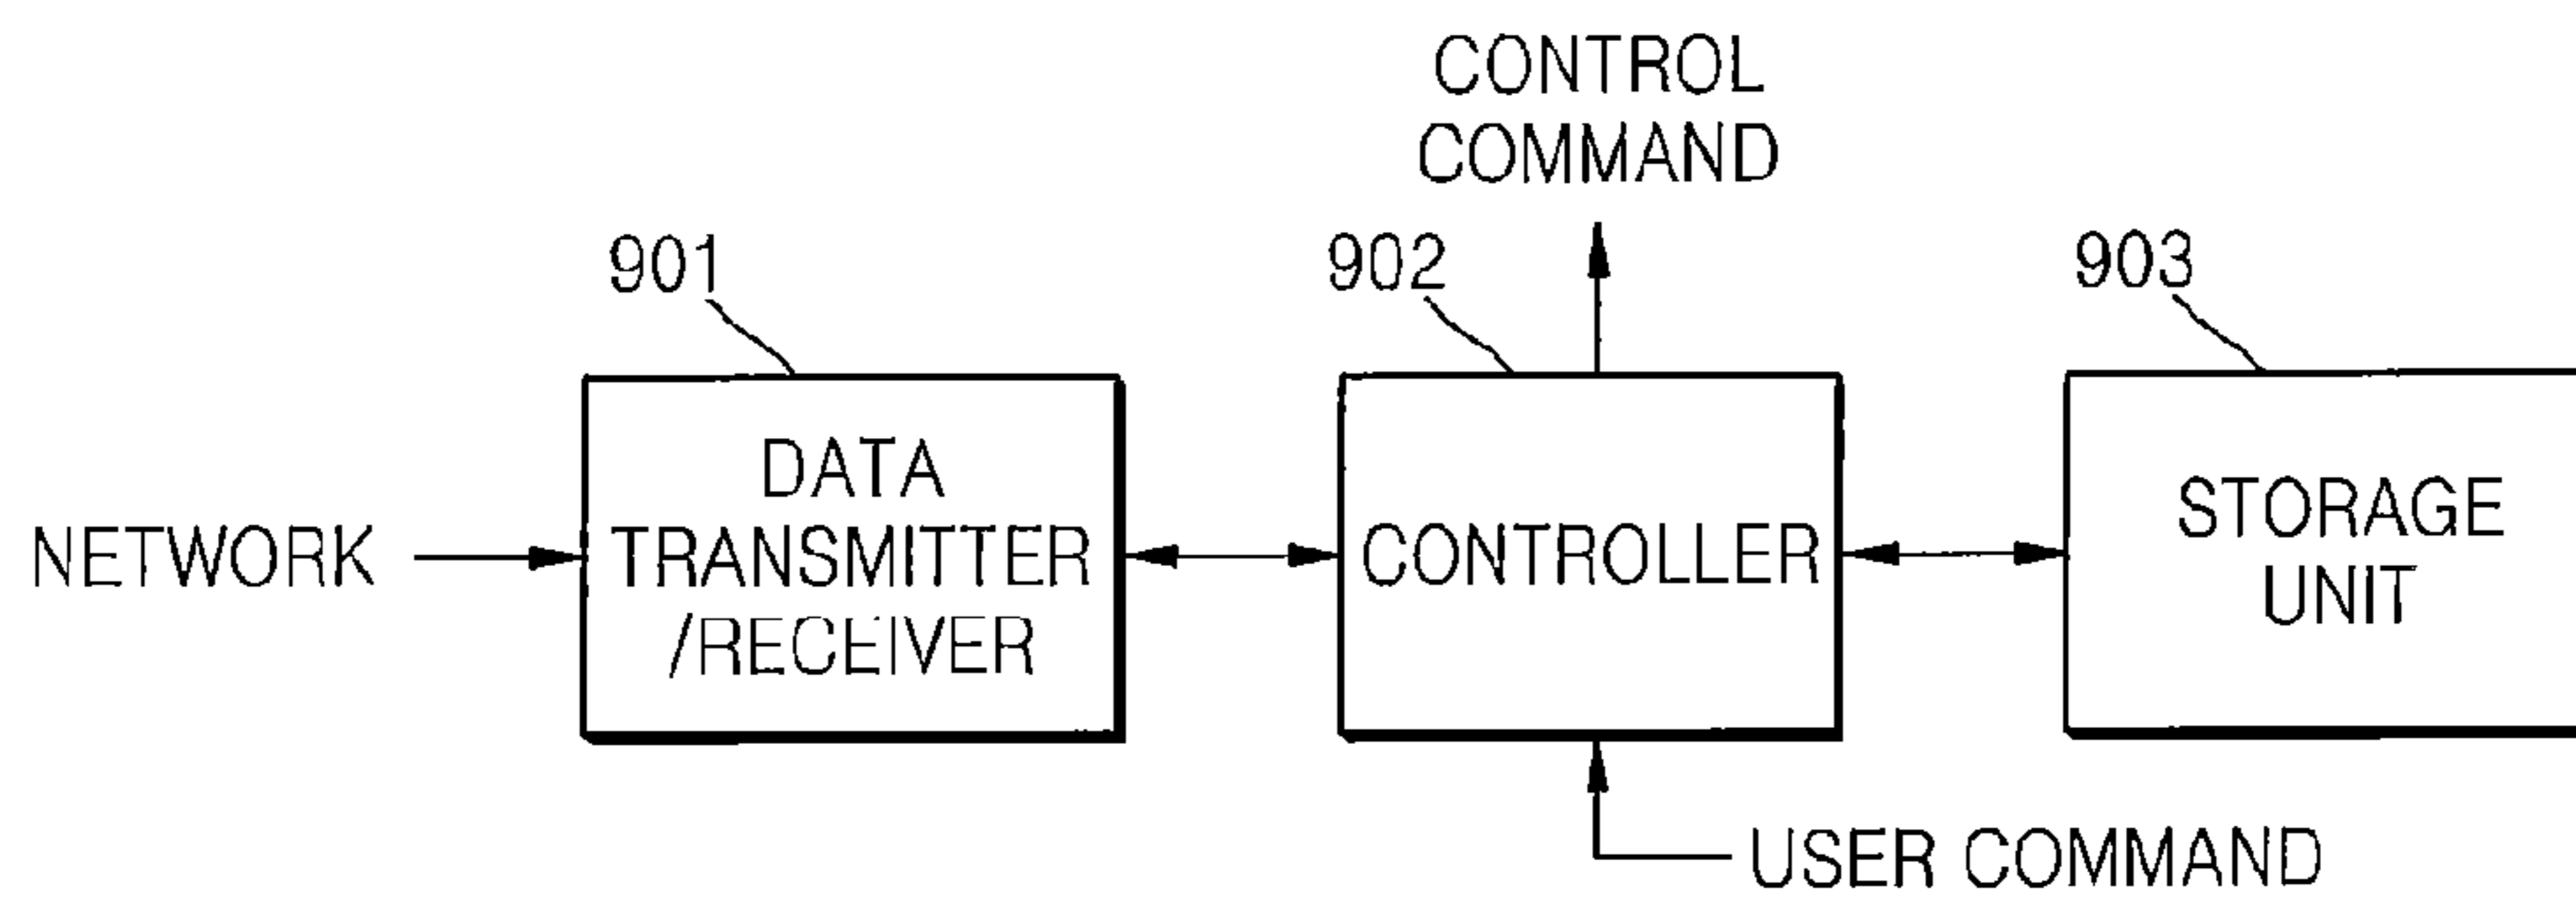 CONTROL
COMMAND
901
902
903
NETWORK
DATA
TRANSMITTER
/RECEIVER
CONTROLLER
STORAGE
UNIT
USER COMMAND